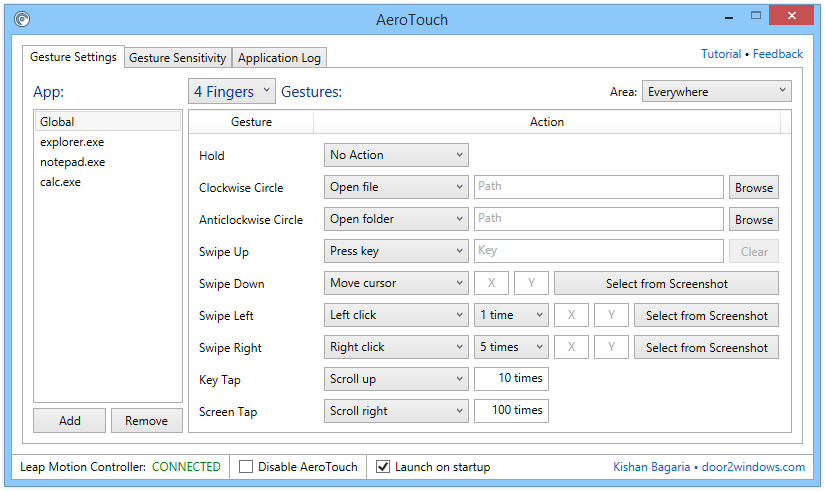 AeroTouch
Gesture Settings Gesture Sensitivity Application Log
Tutorial • Feedback
App: 4 Fingers Gestures: Area: Everywhere
Global
explorer.exe
notepad.exe
calc.exe
Add Remove
Gesture Action
Hold No Action
Clockwise Circle Open file Path Browse
Anticlockwise Circle Open folder Path Browse
Swipe Up Press key Key Clear
Swipe Down Move cursor X Y Select from Screenshot
Swipe Left Left click 1 time X Y Select from Screenshot
Swipe Right Right click 5 times X Y Select from Screenshot
Key Tap Scroll up 10 times
Screen Tap Scroll right 100 times
Leap Motion Controller: CONNECTED Disable AeroTouch Launch on startup Kishan Bagaria • door2windows.com